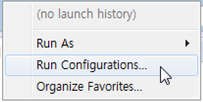 (no launch history)
Run As
Run Configurations...
Organize Favorites...